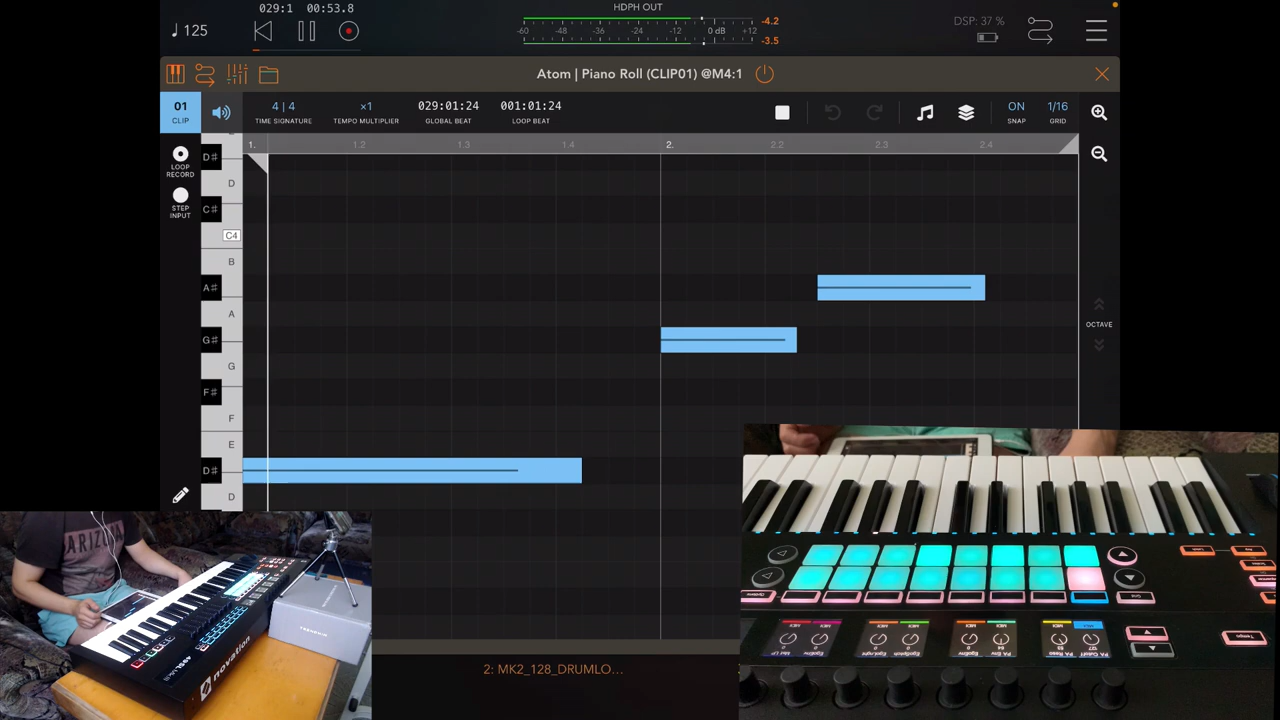 125
029:1 00:53.8
HDPH OUT
-60 -48 -36 -24 -12 0 dB +12
-4.2
-3.5
DSP: 37 %
Atom | Piano Roll (CLIP01) @M4:1
01
CLIP
4|4
TIME SIGNATURE
×1
TEMPO MULTIPLIER
029:01:24
GLOBAL BEAT
001:01:24
LOOP BEAT
ON
SNAP
1/16
GRID
1. 1.2 1.3 1.4 2. 2.2 2.3 2.4
LOOP
RECORD
STEP
INPUT
D#
D
C#
C4
B
A#
A
G#
G
F#
F
E
D#
D
OCTAVE
2: MK2_128_DRUMLO...
ARIZONA
novation